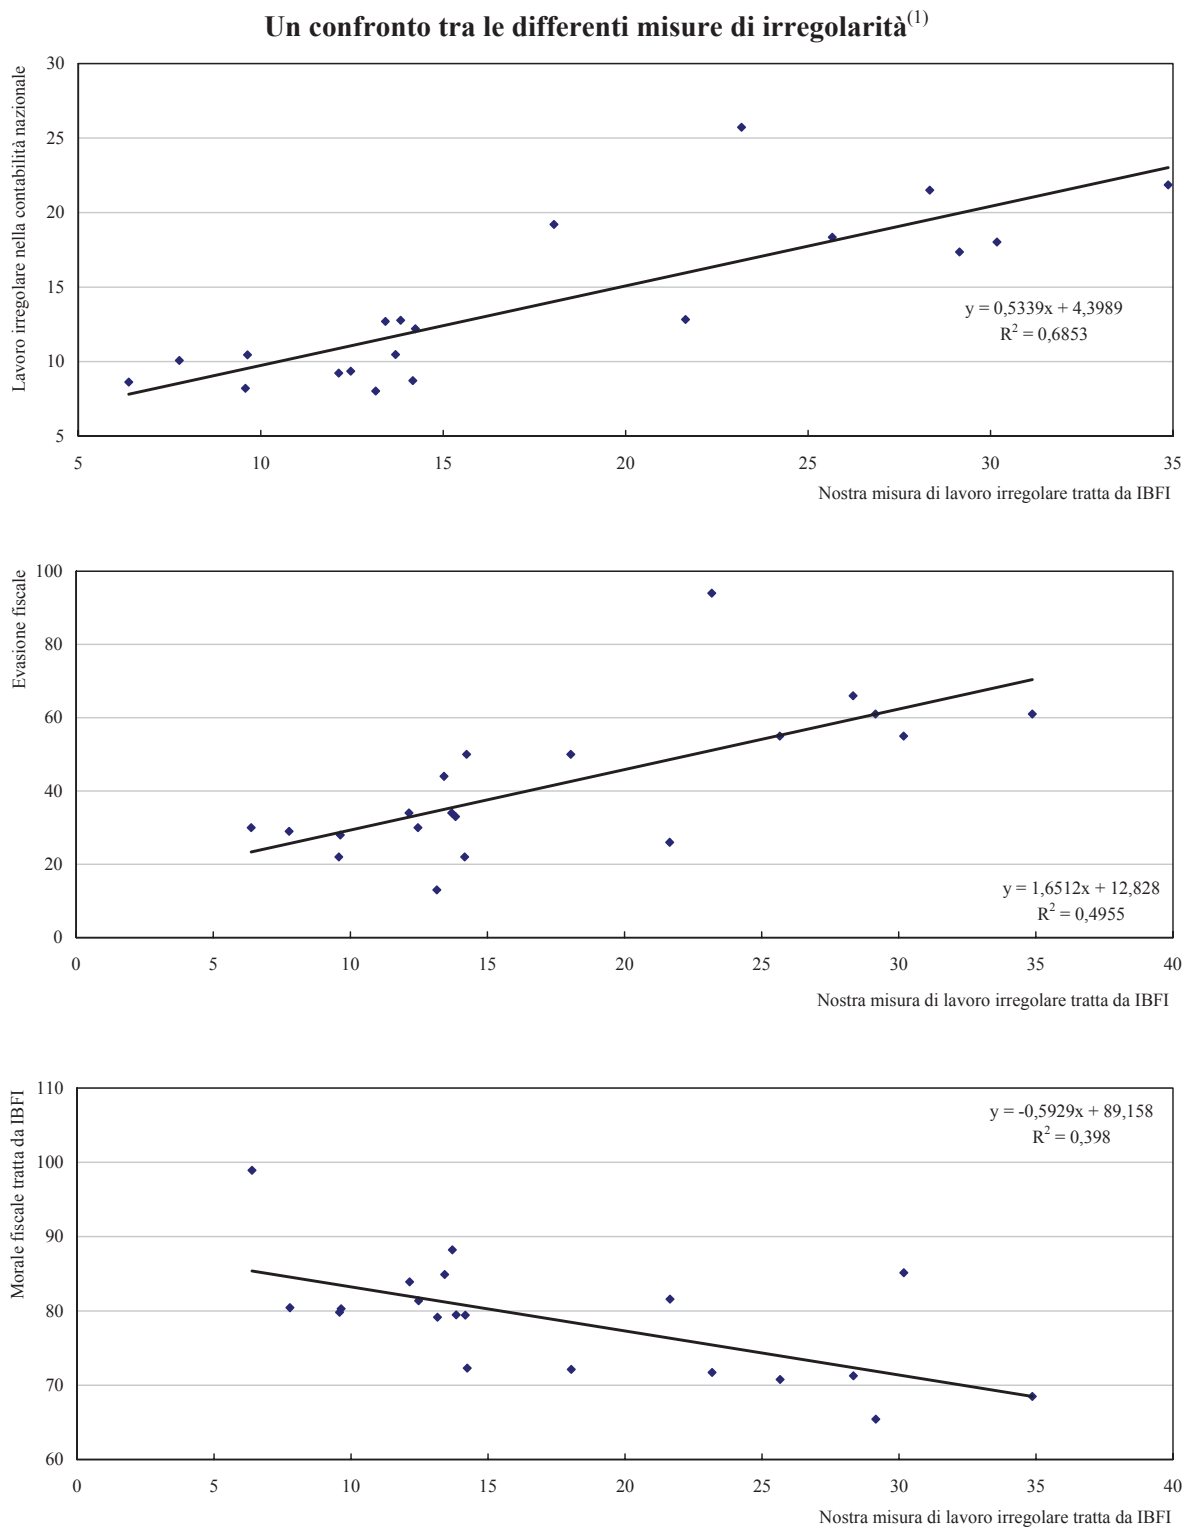 Un confronto tra le differenti misure di irregolarità(1)
Lavoro irregolare nella contabilità nazionale
30
25
20
15
10
5
y = 0,5339x + 4,3989
R2 = 0,6853
5 10 15 20 25 30 35
Nostra misura di lavoro irregolare tratta da IBFI
Evasione fiscale
100
80
60
40
20
0
y = 1,6512x + 12,828
R2 = 0,4955
0 5 10 15 20 25 30 35 40
Nostra misura di lavoro irregolare tratta da IBFI
Morale fiscale tratta da IBFI
110
100
90
80
70
60
y = -0,5929x + 89,158
R2 = 0,398
0 5 10 15 20 25 30 35 40
Nostra misura di lavoro irregolare tratta da IBFI